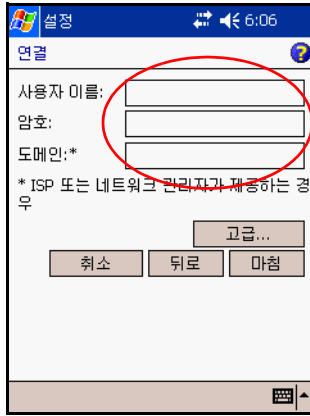 설정 6:06
연결
사용자 이름:
암호:
도메인:*
* ISP 또는 네트워크 관리자가 제공하는 경
우
고급...
취소 뒤로 마침